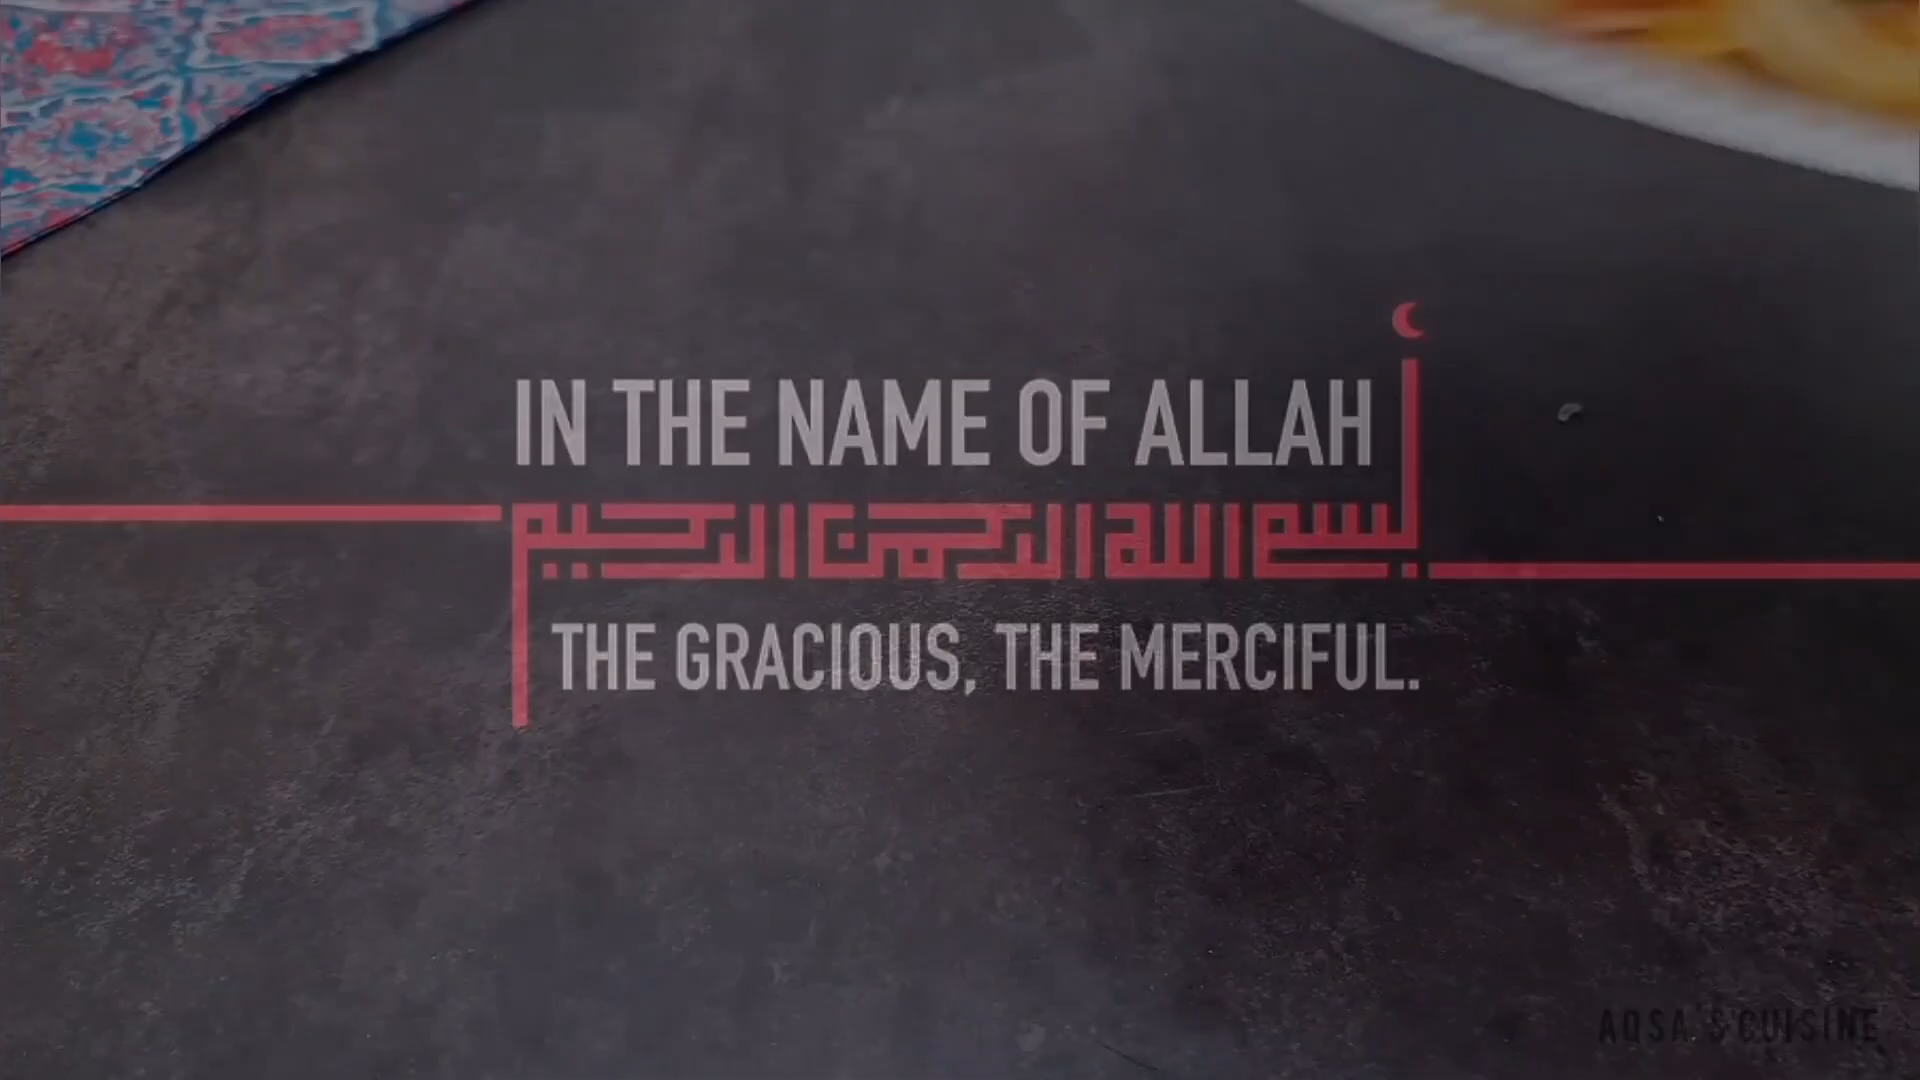 IN THE NAME OF ALLAH
بسم الله الرحمن الرحيم
THE GRACIOUS, THE MERCIFUL.
AQSA'S CUISINE